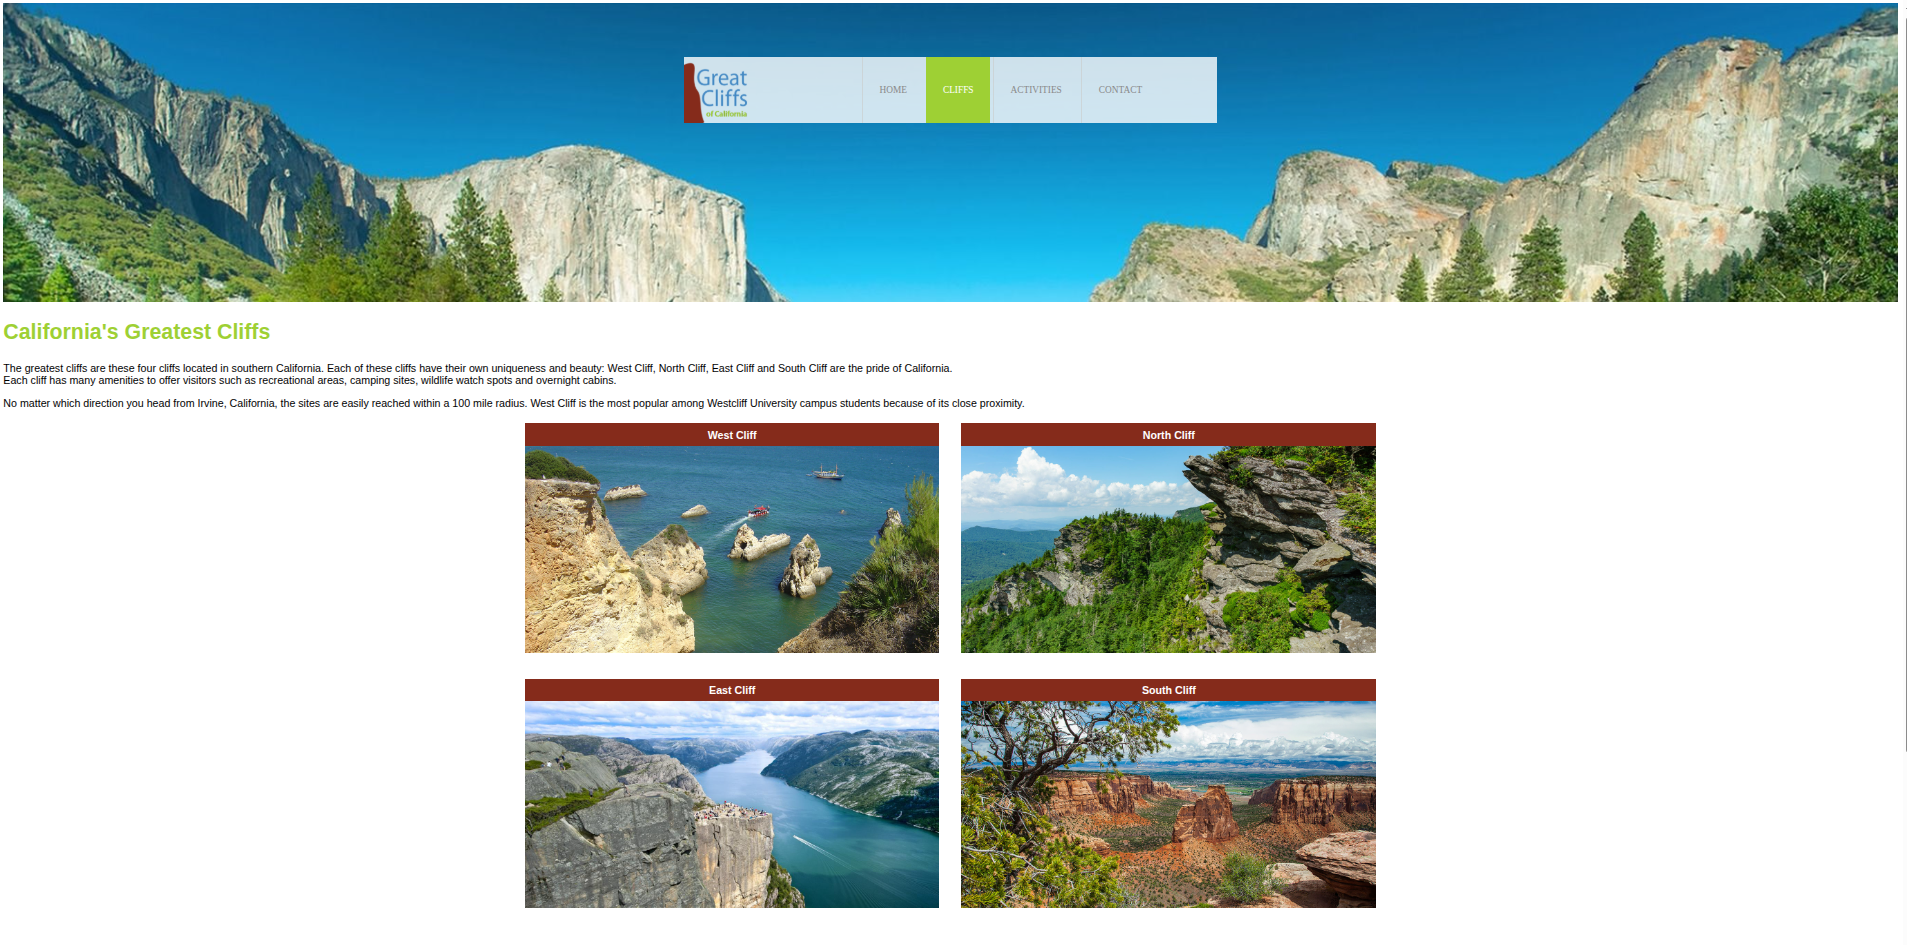 Great
Cliffs
of California
HOME
CLIFFS
ACTIVITIES
CONTACT
California's Greatest Cliffs
The greatest cliffs are these four cliffs located in southern California. Each of these cliffs have their own uniqueness and beauty: West Cliff, North Cliff, East Cliff and South Cliff are the pride of California.
Each cliff has many amenities to offer visitors such as recreational areas, camping sites, wildlife watch spots and overnight cabins.
No matter which direction you head from Irvine, California, the sites are easily reached within a 100 mile radius. West Cliff is the most popular among Westcliff University campus students because of its close proximity.
West Cliff
North Cliff
East Cliff
South Cliff